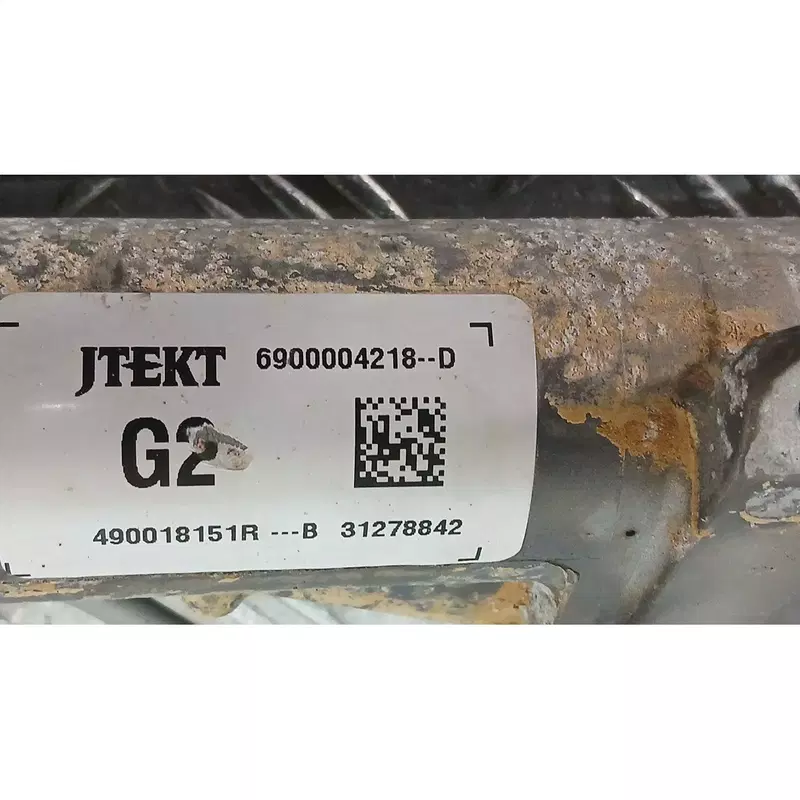 JTEKT 6900004218--D
G2
490018151R ---B 31278842